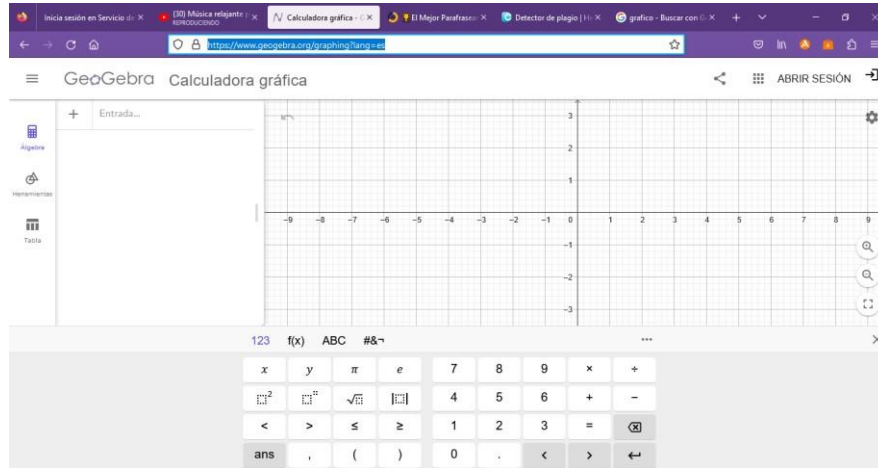 Inicia sesión en Servicio de
(30) Música relajante p
REPRODUCIENDO
Calculadora gráfica - G
El Mejor Parafrasea
Detector de plagio | He
grafico - Buscar con G
https://www.geogebra.org/graphing?lang=es
GeoGebra Calculadora gráfica
ABRIR SESIÓN
+ Entrada...
Álgebra
Herramientas
Tabla
3
2
1
-9 -8 -7 -6 -5 -4 -3 -2 -1 0 1 2 3 4 5 6 7 8 9
-1
-2
-3
123 f(x) ABC #&¬
x y π e 7 8 9 × ÷
4 5 6 + −
< > ≤ ≥ 1 2 3 =
ans , ( ) 0 . < >